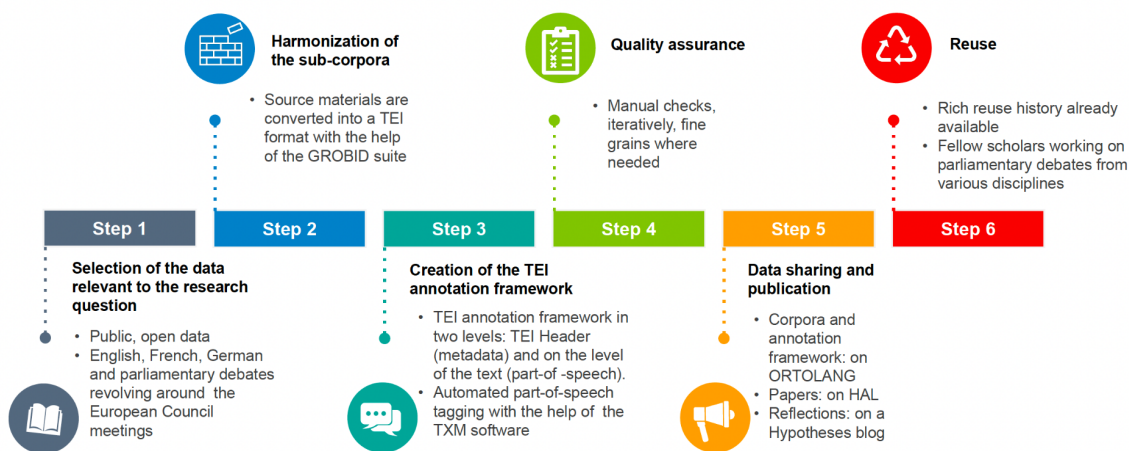 Harmonization of
the sub-corpora
• Source materials are
converted into a TEI
format with the help
of the GROBID suite
Quality assurance
• Manual checks,
iteratively, fine
grains where
needed
Reuse
• Rich reuse history already
available
• Fellow scholars working on
parliamentary debates from
various disciplines
Step 1
Step 2
Step 3
Step 4
Step 5
Step 6
Selection of the data
relevant to the research
question
• Public, open data
• English, French, German
and parliamentary debates
revolving around the
European Council
meetings
Creation of the TEI
annotation framework
• TEI annotation framework in
two levels: TEI Header
(metadata) and on the level
of the text (part-of -speech).
• Automated part-of-speech
tagging with the help of the
TXM software
Data sharing and
publication
• Corpora and
annotation
framework: on
ORTOLANG
• Papers: on HAL
• Reflections: on a
Hypotheses blog